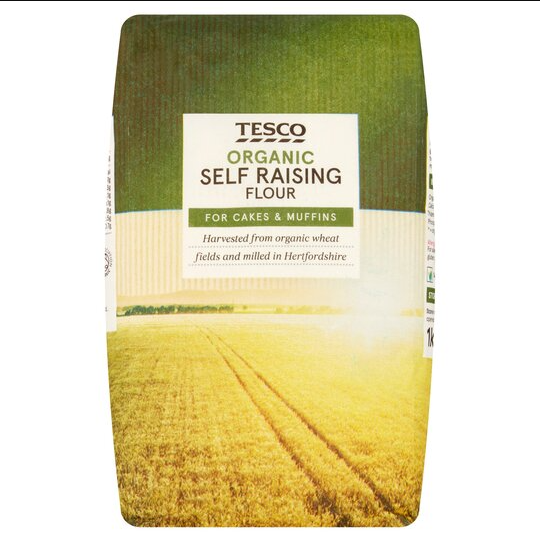 TESCO
ORGANIC
SELF RAISING
FLOUR
FOR CAKES & MUFFINS
Harvested from organic wheat
fields and milled in Hertfordshire